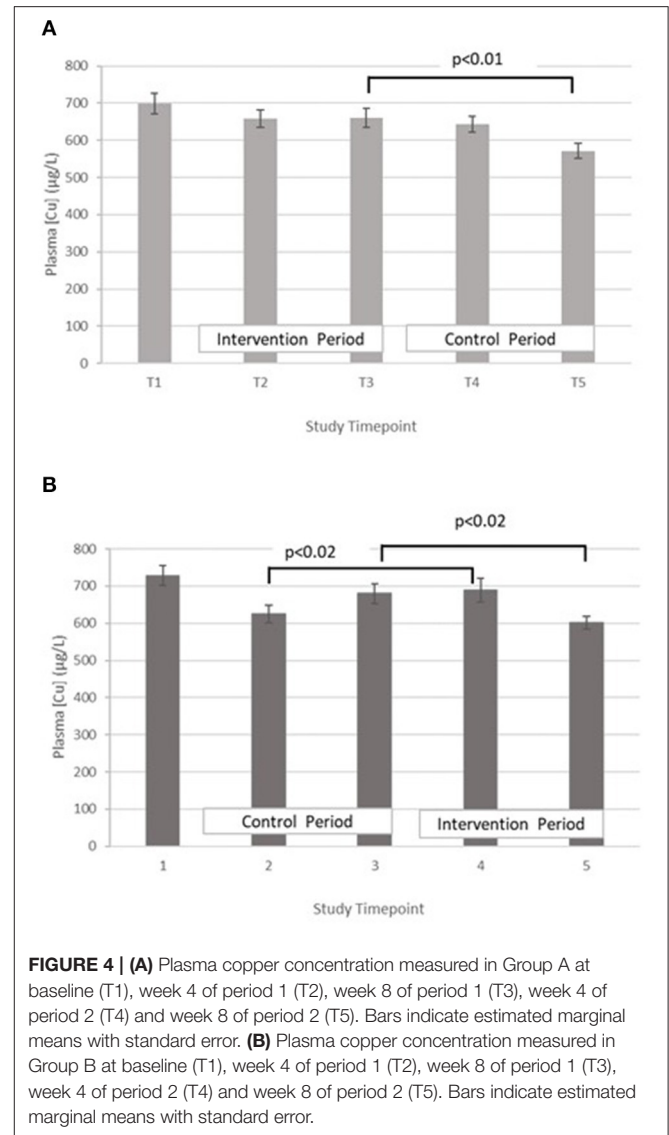 A
p<0.01
800
700
600
500
400
300
200
100
0
Plasma [Cu] (µg/L)
Intervention Period
Control Period
T1 T2 T3 T4 T5
Study Timepoint
B
p<0.02
p<0.02
800
700
600
500
400
300
200
100
0
Plasma [Cu] (µg/L)
Control Period
Intervention Period
1 2 3 4 5
Study Timepoint
FIGURE 4 | (A) Plasma copper concentration measured in Group A at
baseline (T1), week 4 of period 1 (T2), week 8 of period 1 (T3), week 4 of
period 2 (T4) and week 8 of period 2 (T5). Bars indicate estimated marginal
means with standard error. (B) Plasma copper concentration measured in
Group B at baseline (T1), week 4 of period 1 (T2), week 8 of period 1 (T3),
week 4 of period 2 (T4) and week 8 of period 2 (T5). Bars indicate estimated
marginal means with standard error.